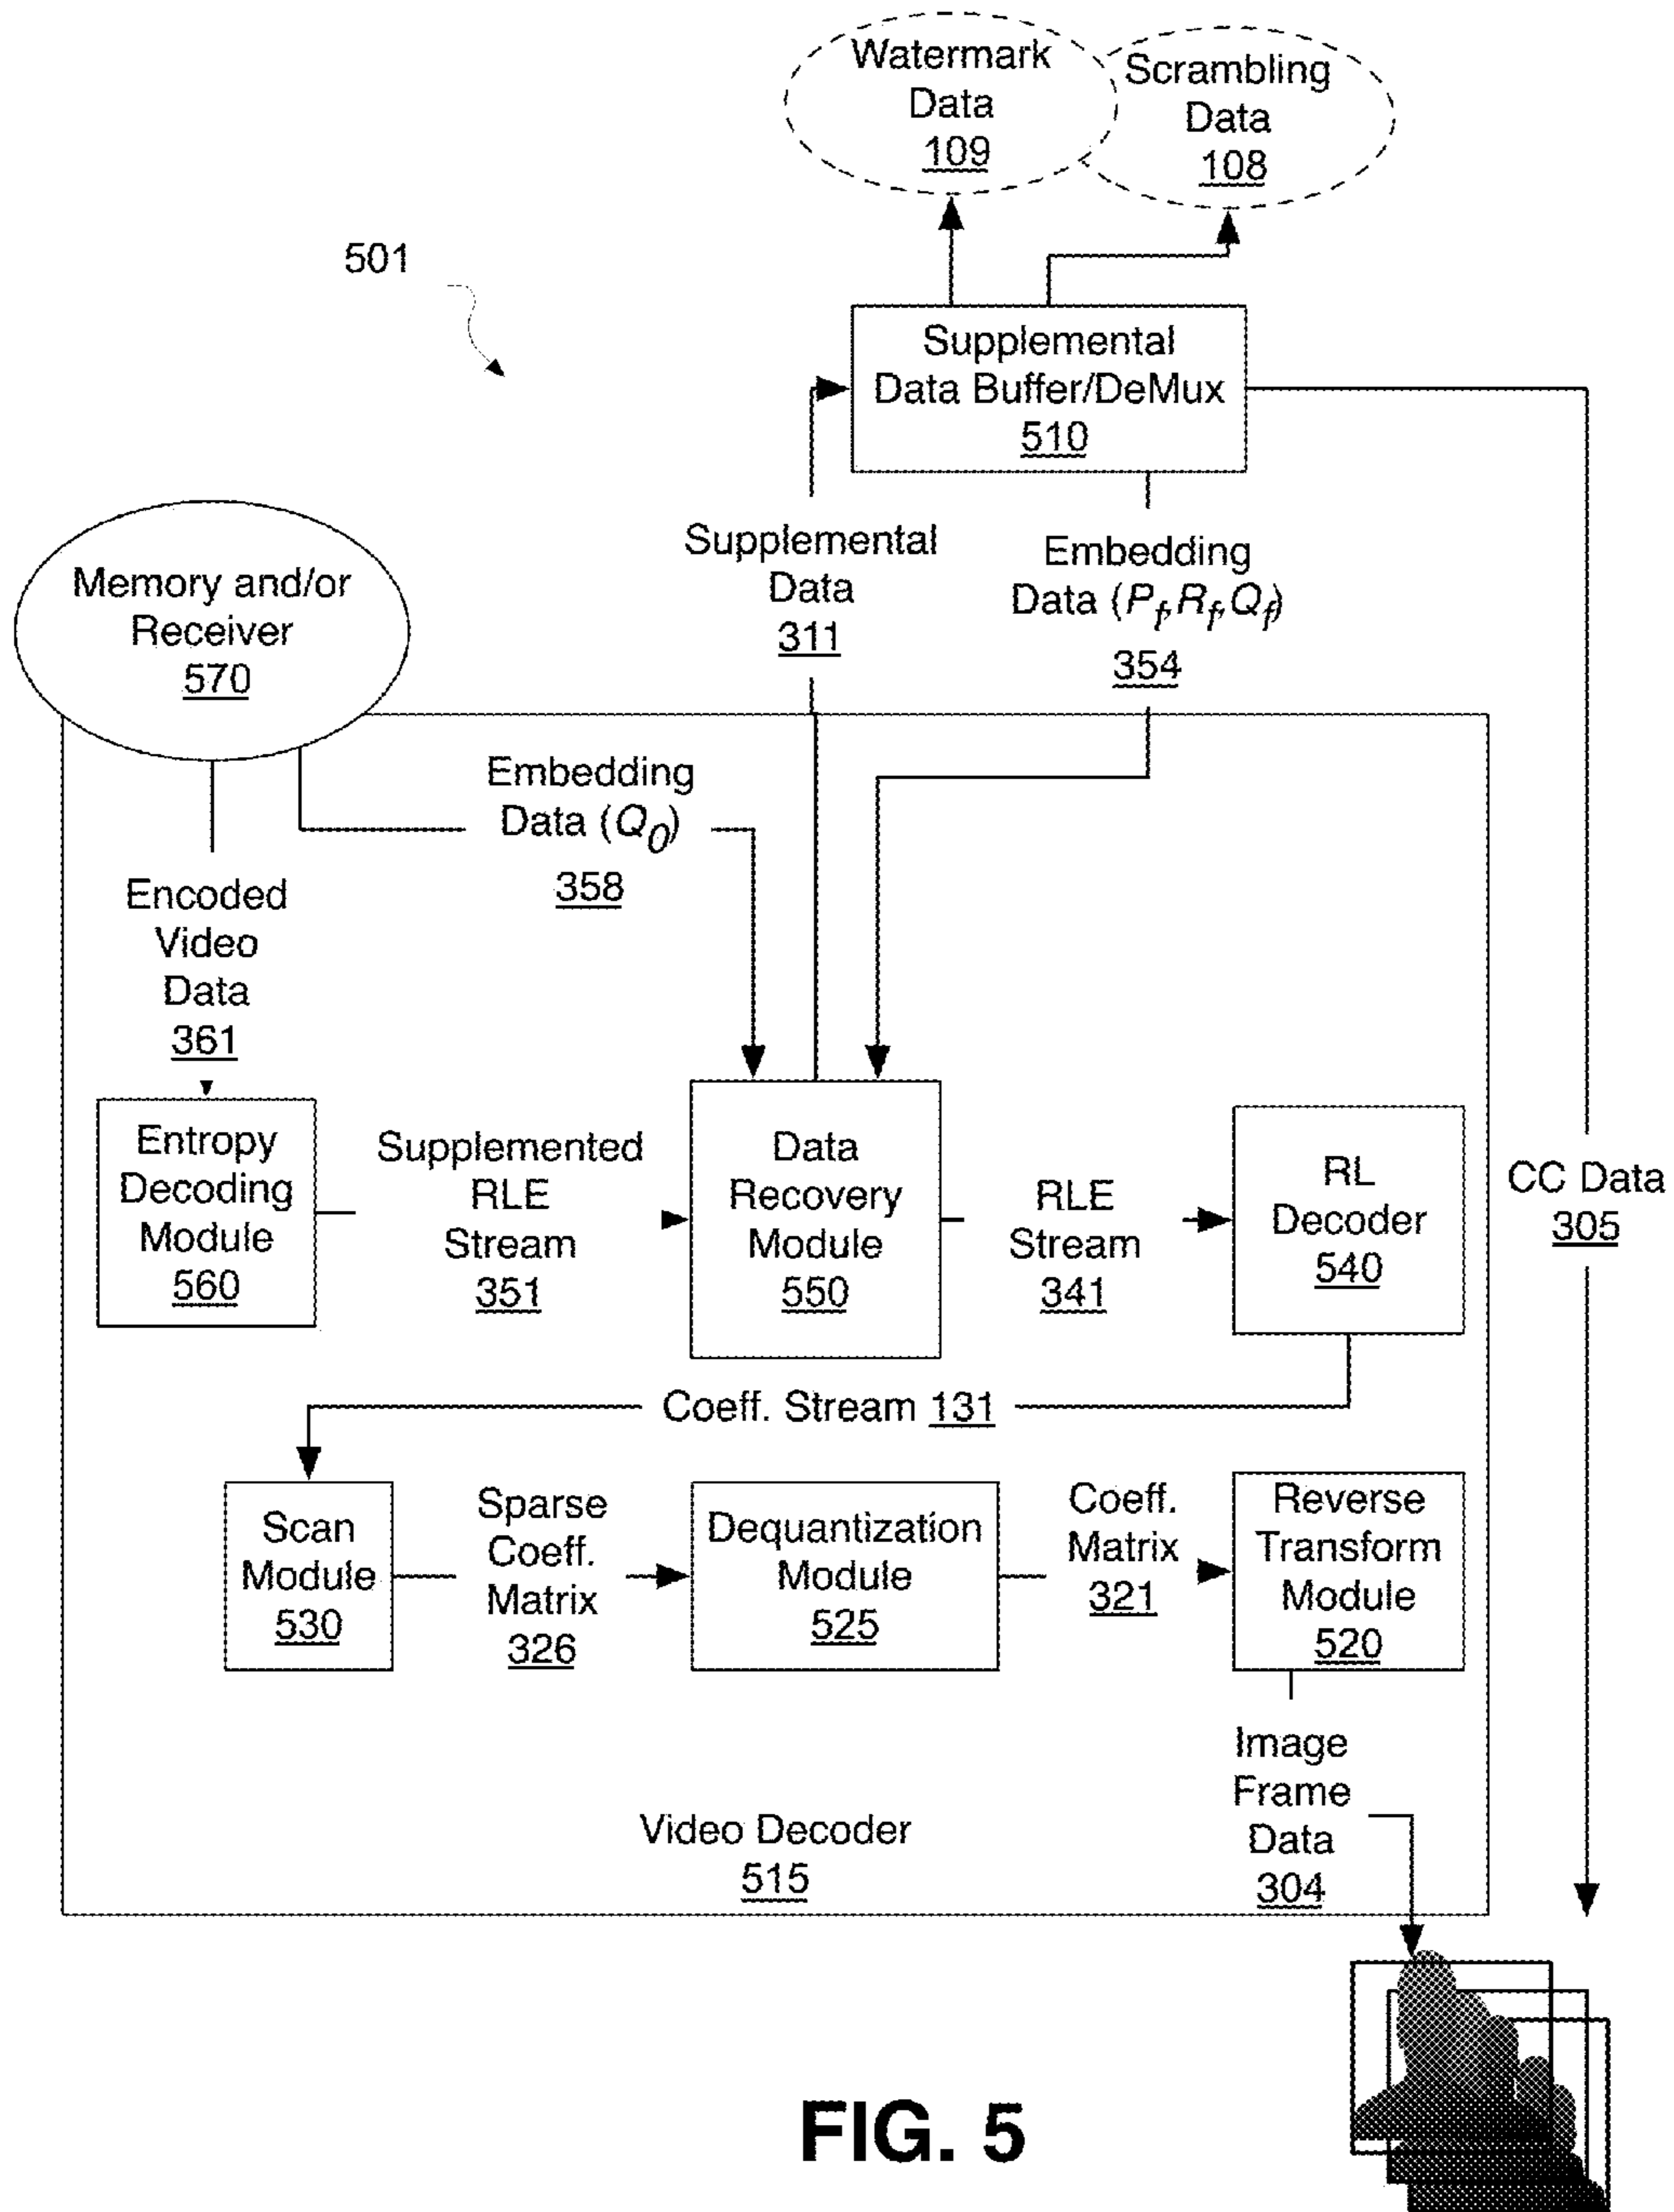 Watermark
Data
109
Scrambling
Data
108
501
Supplemental
Data Buffer/DeMux
510
Supplemental
Data
311
Embedding
Data (Pf,Rf,Qf)
354
Memory and/or
Receiver
570
Embedding
Data (Q0)
358
Encoded
Video
Data
361
Entropy
Decoding
Module
560
Supplemented
RLE
Stream
351
Data
Recovery
Module
550
RLE
Stream
341
RL
Decoder
540
CC Data
305
Coeff. Stream 131
Scan
Module
530
Sparse
Coeff.
Matrix
326
Dequantization
Module
525
Coeff.
Matrix
321
Reverse
Transform
Module
520
Image
Frame
Data
304
Video Decoder
515
FIG. 5